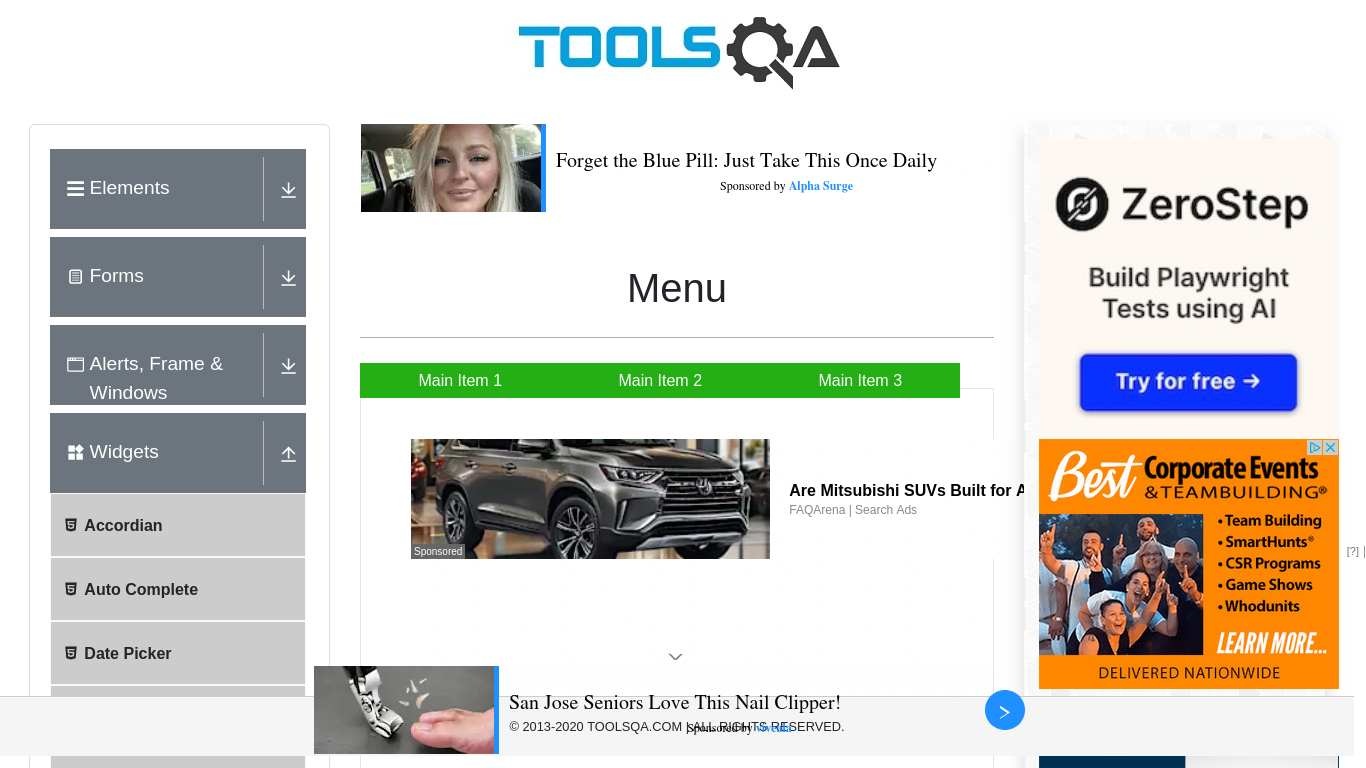 TOOLSQA
Elements
Forms
Alerts, Frame &
Windows
Widgets
Accordian
Auto Complete
Date Picker
Forget the Blue Pill: Just Take This Once Daily
Sponsored by Alpha Surge
Menu
Main Item 1
Main Item 2
Main Item 3
Sponsored
Are Mitsubishi SUVs Built for A
FAQArena | Search Ads
San Jose Seniors Love This Nail Clipper!
© 2013-2020 TOOLSQA.COM | ALL RIGHTS RESERVED.
Sponsored by
ZeroStep
Build Playwright
Tests using AI
Try for free →
Best Corporate Events
& TEAMBUILDING®
• Team Building
• SmartHunts®
• CSR Programs
• Game Shows
• Whodunits
LEARN MORE...
DELIVERED NATIONWIDE
[?] |